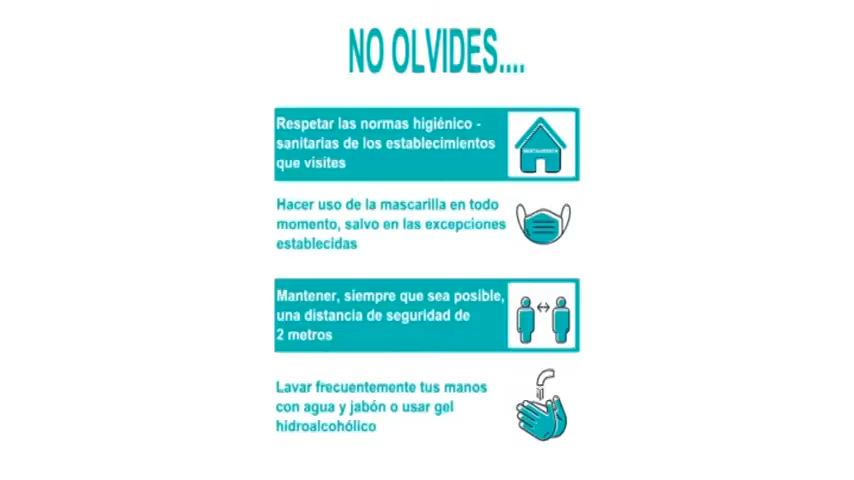 NO OLVIDES....
Respetar las normas higiénico -
sanitarias de los establecimientos
que visites
Hacer uso de la mascarilla en todo
momento, salvo en las excepciones
establecidas
Mantener, siempre que sea posible,
una distancia de seguridad de
2 metros
Lavar frecuentemente tus manos
con agua y jabón o usar gel
hidroalcohólico